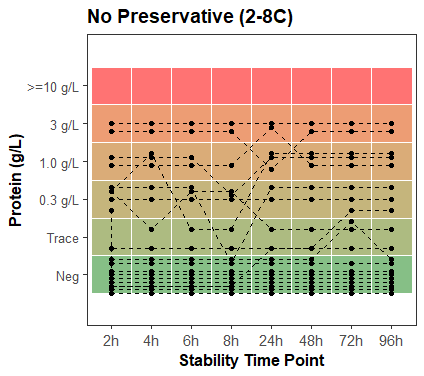 No Preservative (2-8C)
Protein (g/L)
>=10 g/L
3 g/L
1.0 g/L
0.3 g/L
Trace
Neg
2h 4h 6h 8h 24h 48h 72h 96h
Stability Time Point